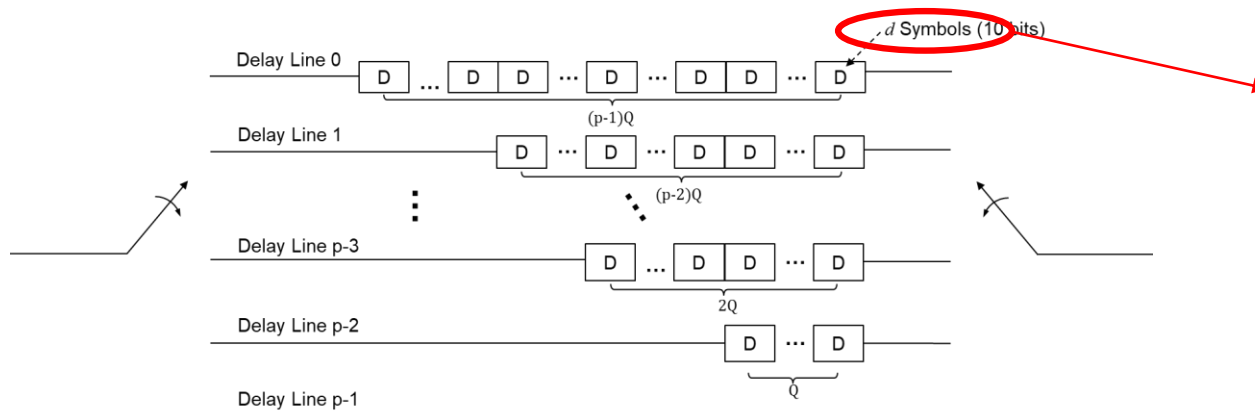 d Symbols (10 bits)
Delay Line 0
D ... D D ... D ... D D ... D
(p-1)Q
Delay Line 1
D ... D ... D D ... D
(p-2)Q
Delay Line p-3
D ... D D ... D
2Q
Delay Line p-2
D ... D
Q
Delay Line p-1